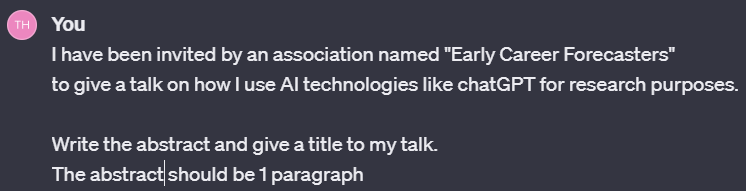 TH
You
I have been invited by an association named "Early Career Forecasters"
to give a talk on how I use AI technologies like chatGPT for research purposes.
Write the abstract and give a title to my talk.
The abstract should be 1 paragraph